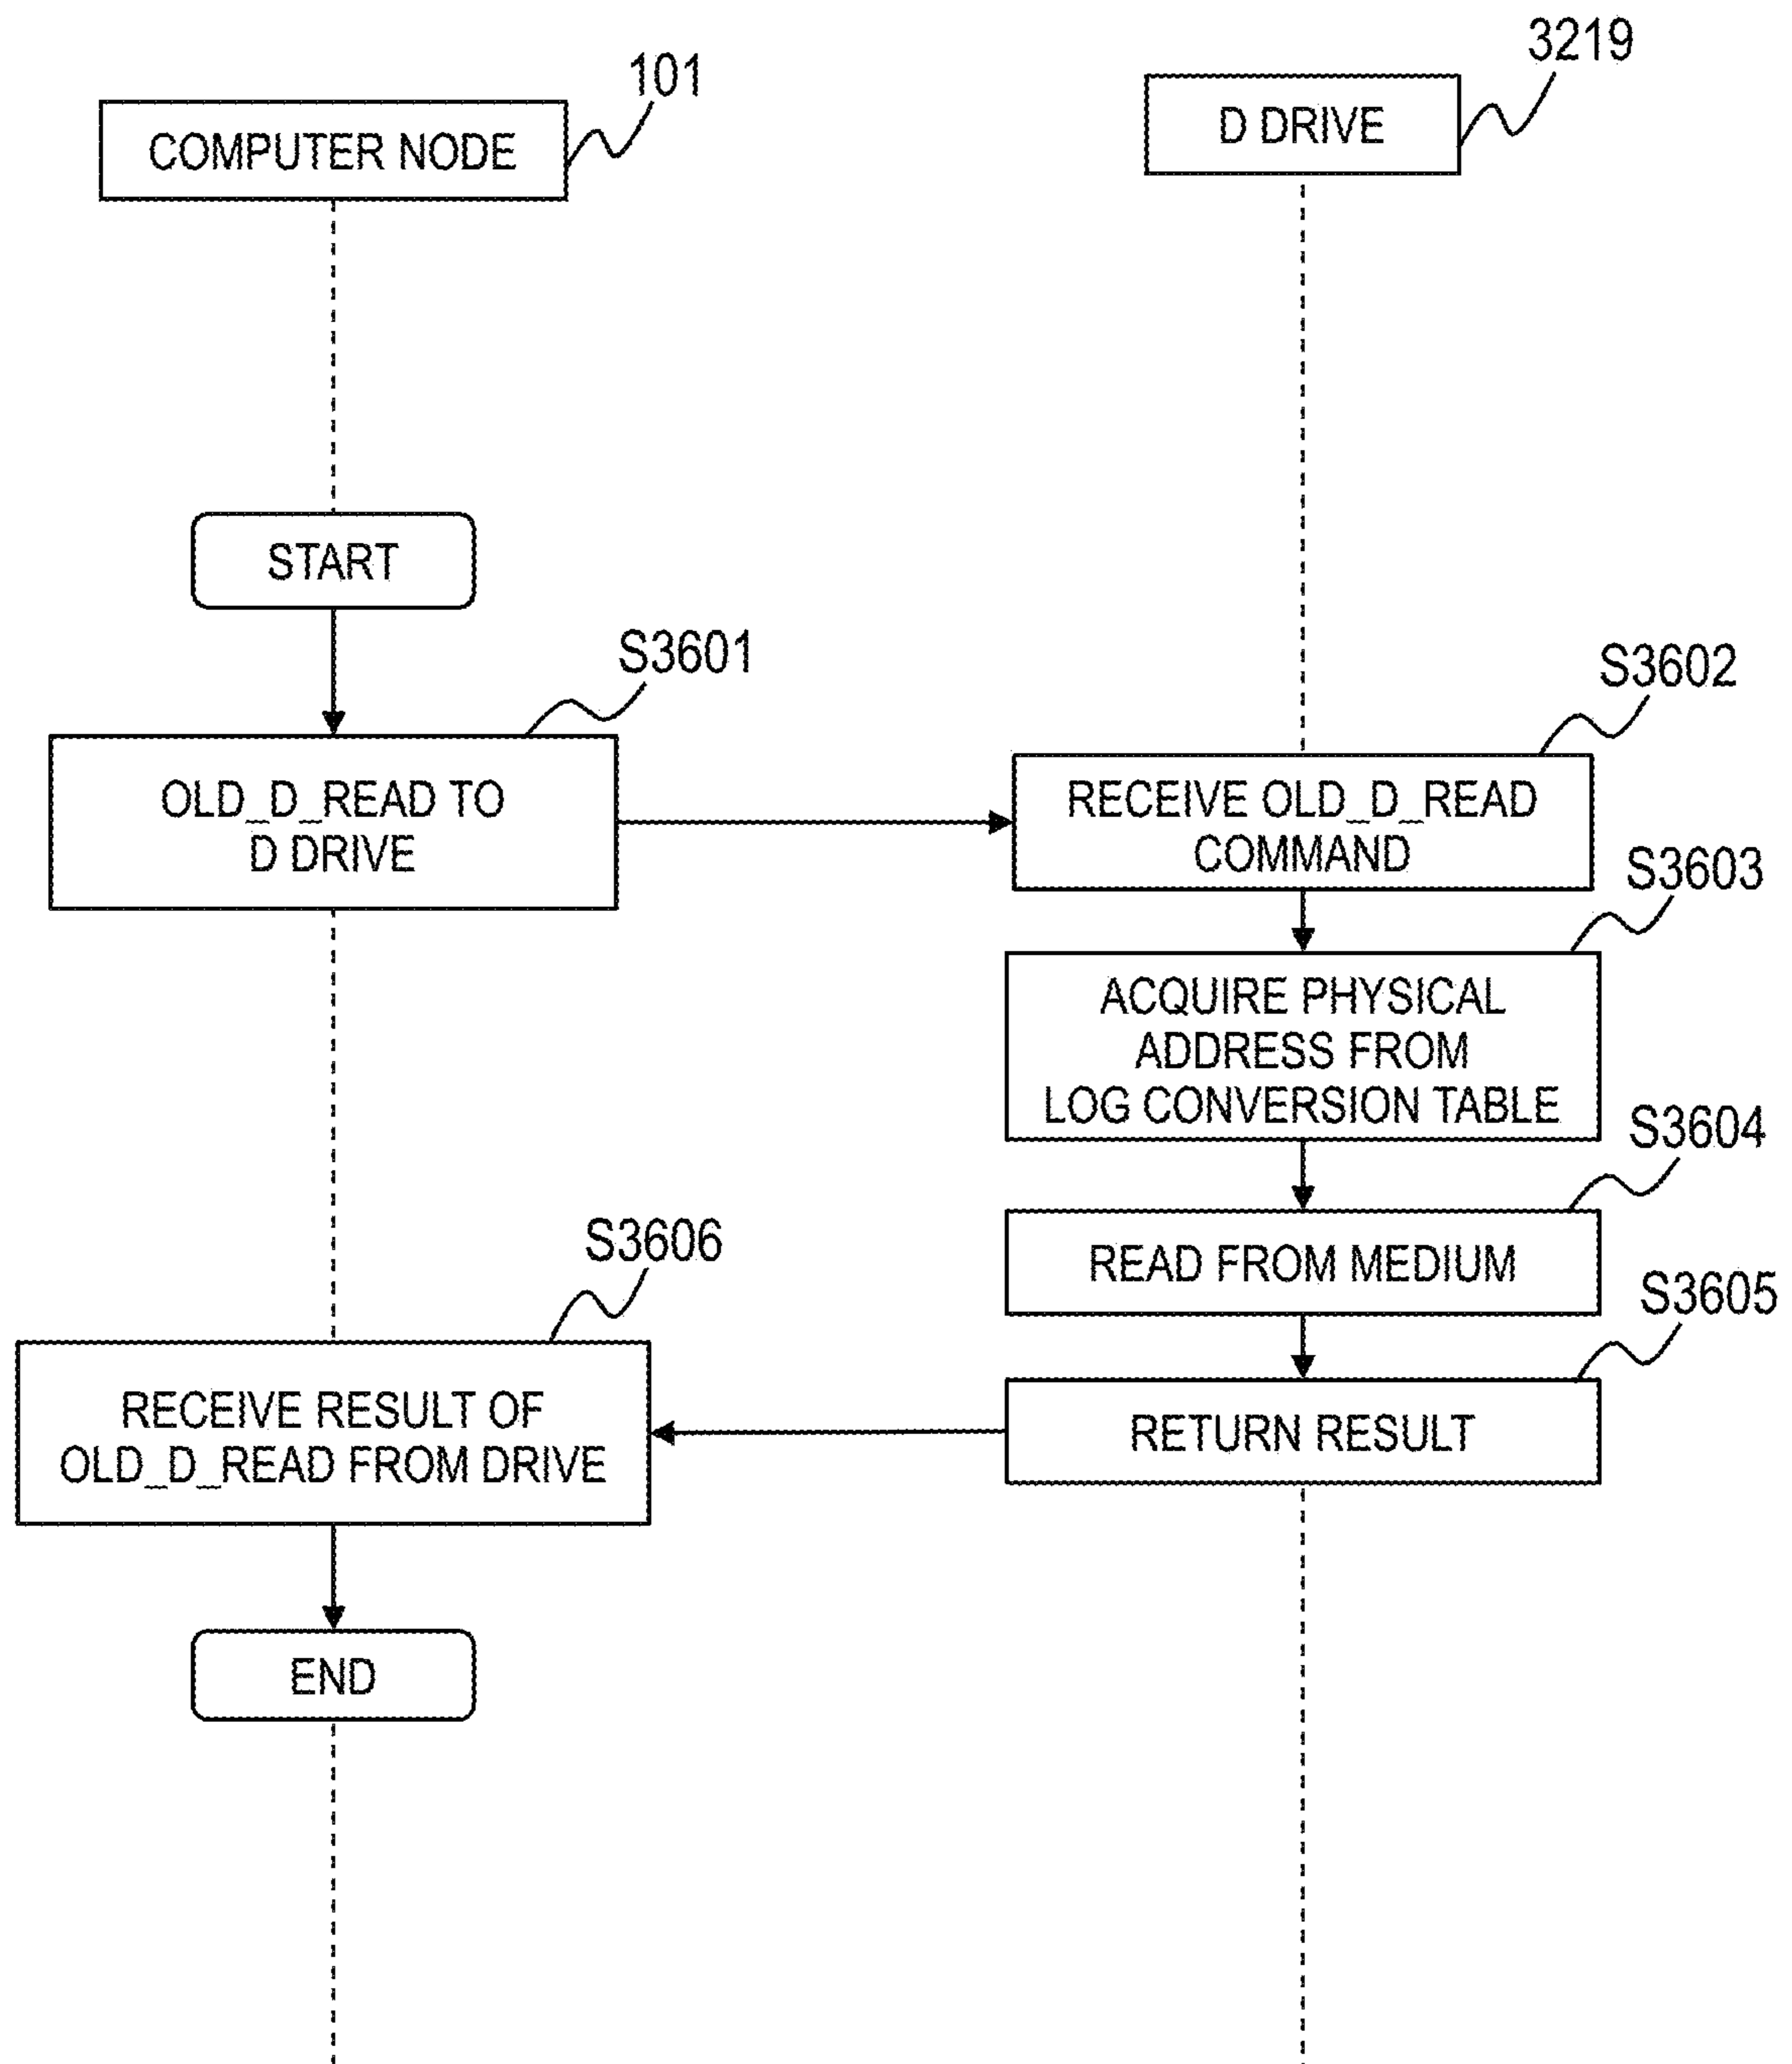 3219
101
D DRIVE
COMPUTER NODE
START
S3601
S3602
OLD_D_READ TO
D DRIVE
RECEIVE OLD_D_READ
COMMAND
S3603
ACQUIRE PHYSICAL
ADDRESS FROM
LOG CONVERSION TABLE
S3604
READ FROM MEDIUM
S3606
S3605
RECEIVE RESULT OF
OLD_D_READ FROM DRIVE
RETURN RESULT
END